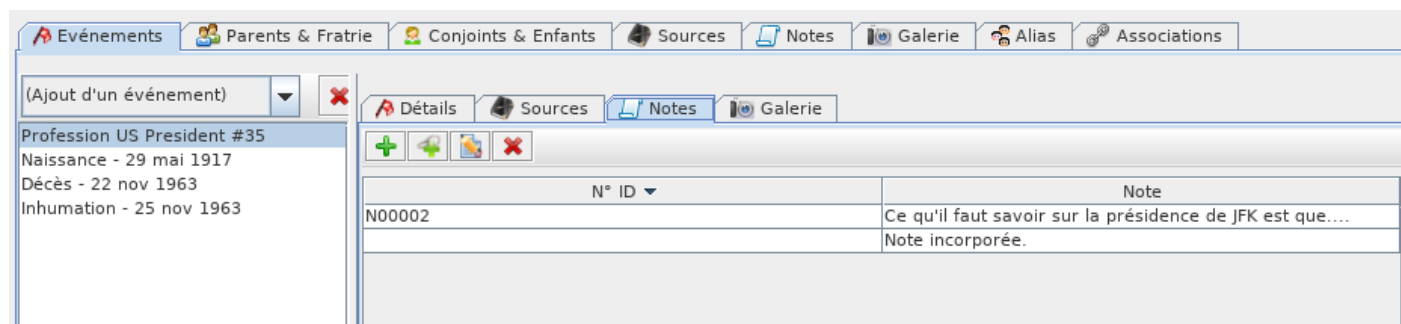 Evénements Parents & Fratrie Conjoints & Enfants Sources Notes Galerie Alias Associations
(Ajout d'un événement)
Détails Sources Notes Galerie
Profession US President #35
Naissance - 29 mai 1917
Décès - 22 nov 1963
Inhumation - 25 nov 1963
N° ID Note
N00002 Ce qu'il faut savoir sur la présidence de JFK est que....
Note incorporée.